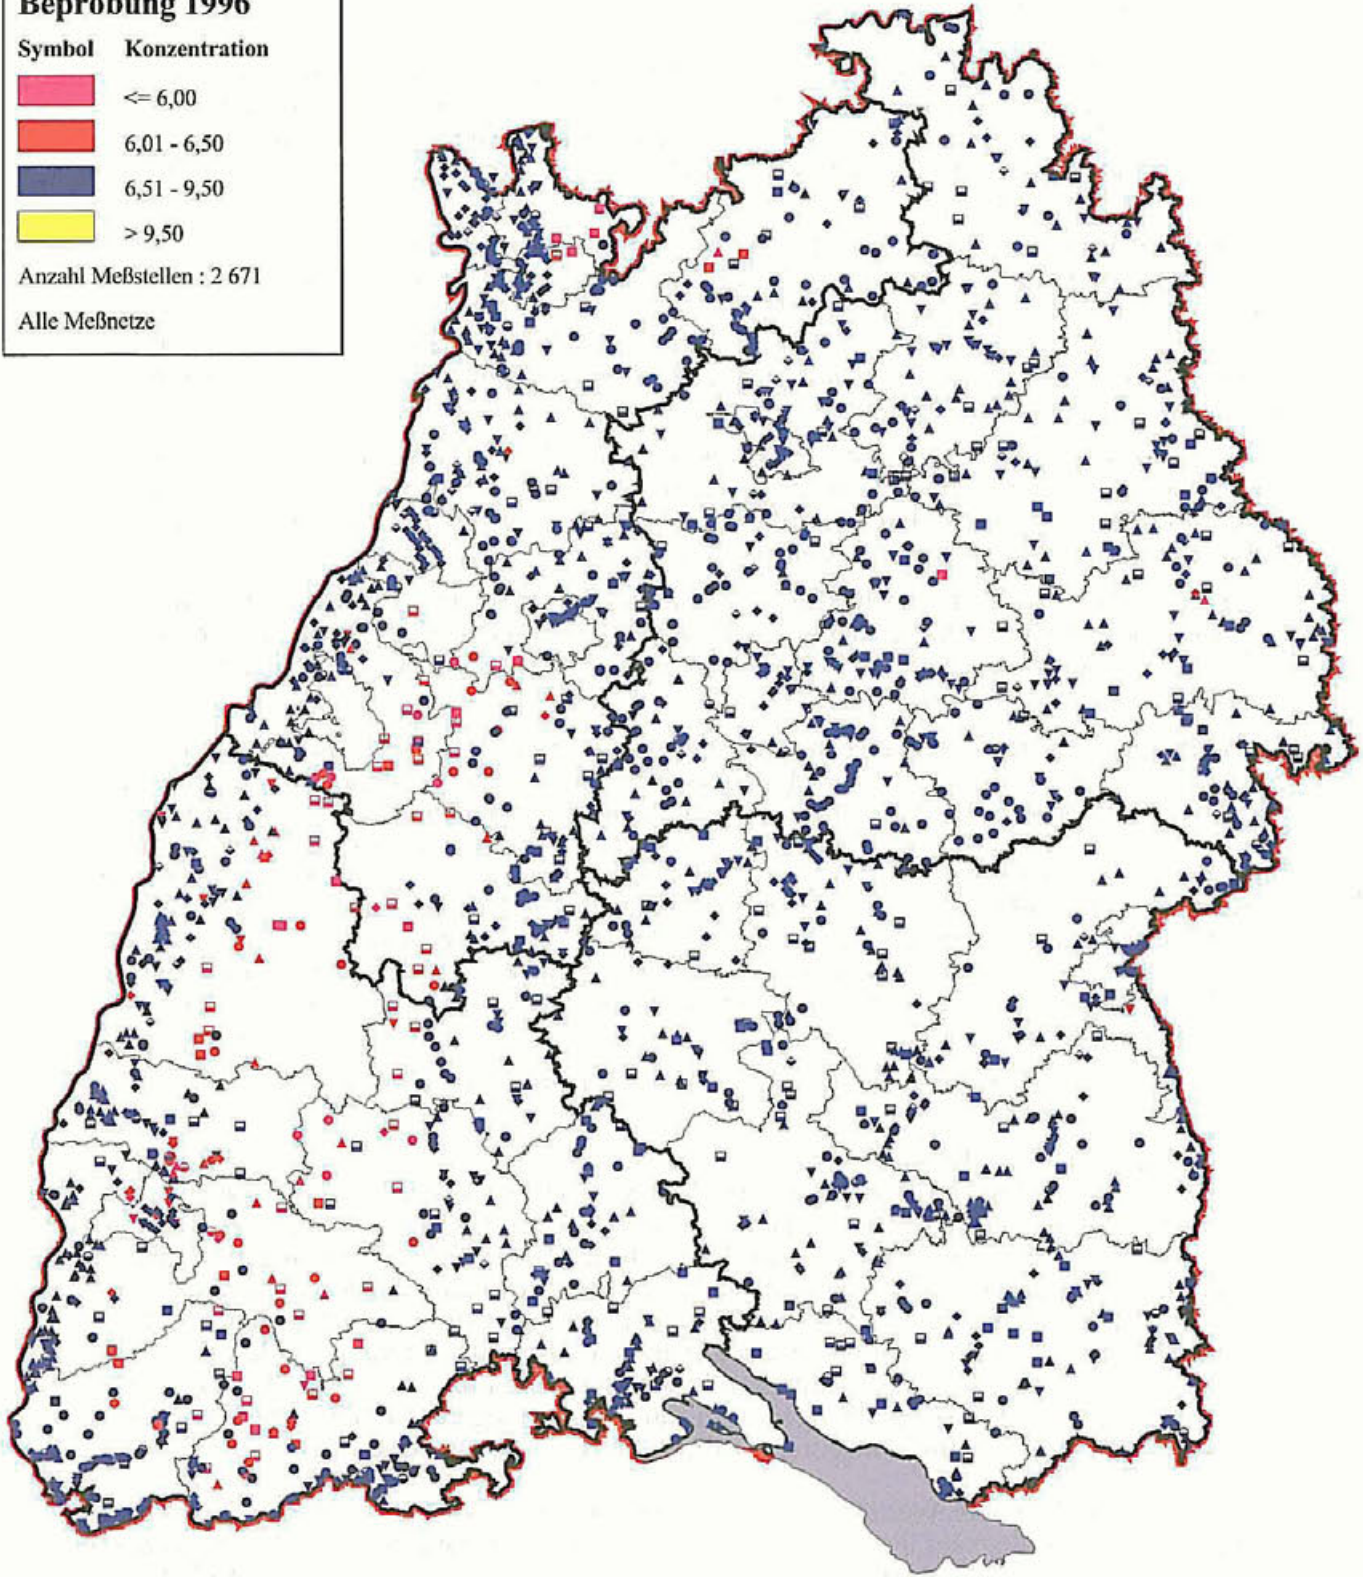 Beprobung 1996
Symbol Konzentration
<= 6,00
6,01 - 6,50
6,51 - 9,50
> 9,50
Anzahl Meßstellen : 2 671
Alle Meßnetze